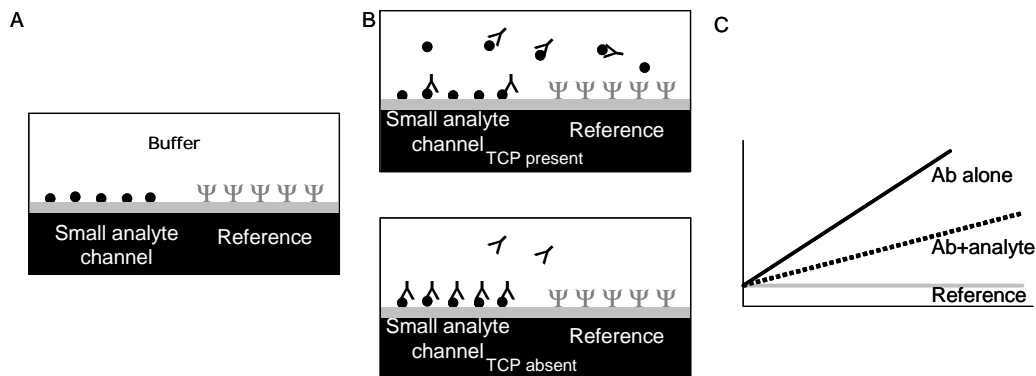 A
Buffer
Small analyte
channel
Reference
B
Small analyte
channel
Reference
TCP present
Small analyte
channel
Reference
TCP absent
C
Ab alone
Ab+analyte
Reference